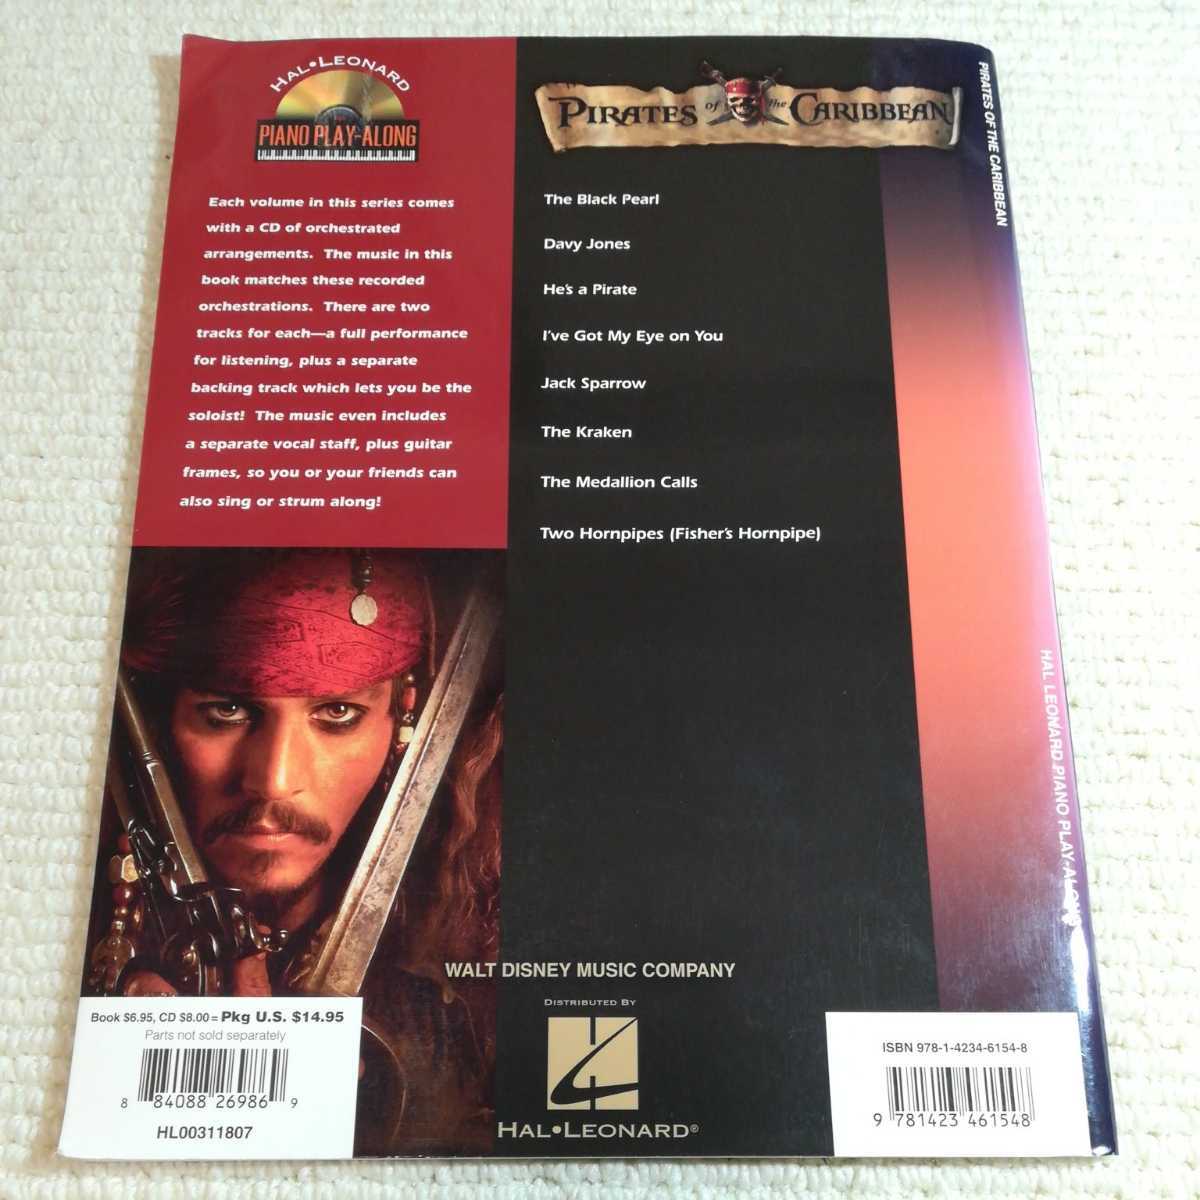 HAL•LEONARD
PIANO PLAY-ALONG
Each volume in this series comes
with a CD of orchestrated
arrangements. The music in this
book matches these recorded
orchestrations. There are two
tracks for each—a full performance
for listening, plus a separate
backing track which lets you be the
soloist! The music even includes
a separate vocal staff, plus guitar
frames, so you or your friends can
also sing or strum along!
PIRATES of the CARIBBEAN
The Black Pearl
Davy Jones
He's a Pirate
I've Got My Eye on You
Jack Sparrow
The Kraken
The Medallion Calls
Two Hornpipes (Fisher's Hornpipe)
PIRATES OF THE CARIBBEAN
HAL LEONARD PIANO PLAY-ALONG
WALT DISNEY MUSIC COMPANY
DISTRIBUTED BY
HAL•LEONARD®
Book $6.95, CD $8.00 = Pkg U.S. $14.95
Parts not sold separately
8 84088 26986 9
HL00311807
ISBN 978-1-4234-6154-8
9 781423 461548